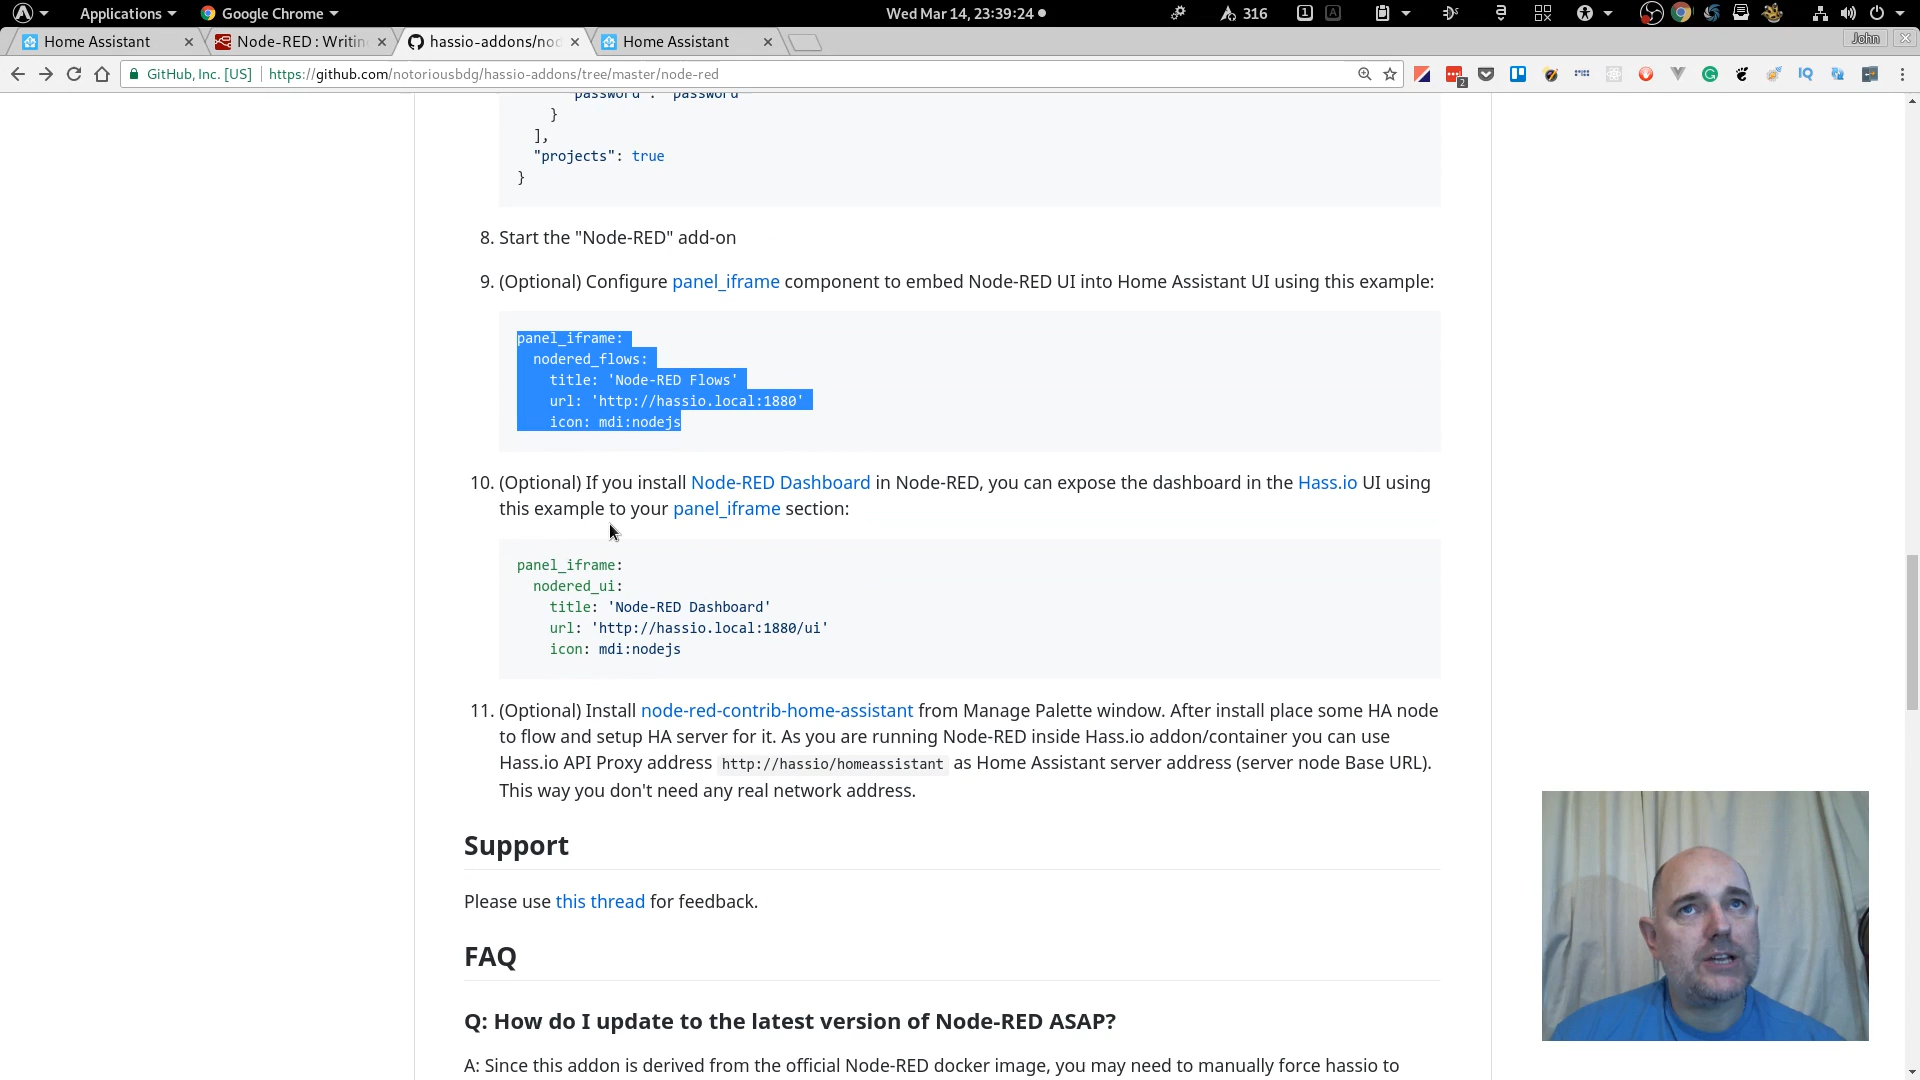 Applications
Google Chrome
Wed Mar 14, 23:39:24
316
1
A
Home Assistant
Node-RED : Writin
hassio-addons/nod
Home Assistant
John
GitHub, Inc. [US]
https://github.com/notoriousbdg/hassio-addons/tree/master/node-red
2
IQ
"password": "password"
}
],
"projects": true
}
8. Start the "Node-RED" add-on
9. (Optional) Configure panel_iframe component to embed Node-RED UI into Home Assistant UI using this example:
panel_iframe:
nodered_flows:
title: 'Node-RED Flows'
url: 'http://hassio.local:1880'
icon: mdi:nodejs
10. (Optional) If you install Node-RED Dashboard in Node-RED, you can expose the dashboard in the Hass.io UI using
this example to your panel_iframe section:
panel_iframe:
nodered_ui:
title: 'Node-RED Dashboard'
url: 'http://hassio.local:1880/ui'
icon: mdi:nodejs
11. (Optional) Install node-red-contrib-home-assistant from Manage Palette window. After install place some HA node
to flow and setup HA server for it. As you are running Node-RED inside Hass.io addon/container you can use
Hass.io API Proxy address http://hassio/homeassistant as Home Assistant server address (server node Base URL).
This way you don't need any real network address.
Support
Please use this thread for feedback.
FAQ
Q: How do I update to the latest version of Node-RED ASAP?
A: Since this addon is derived from the official Node-RED docker image, you may need to manually force hassio to